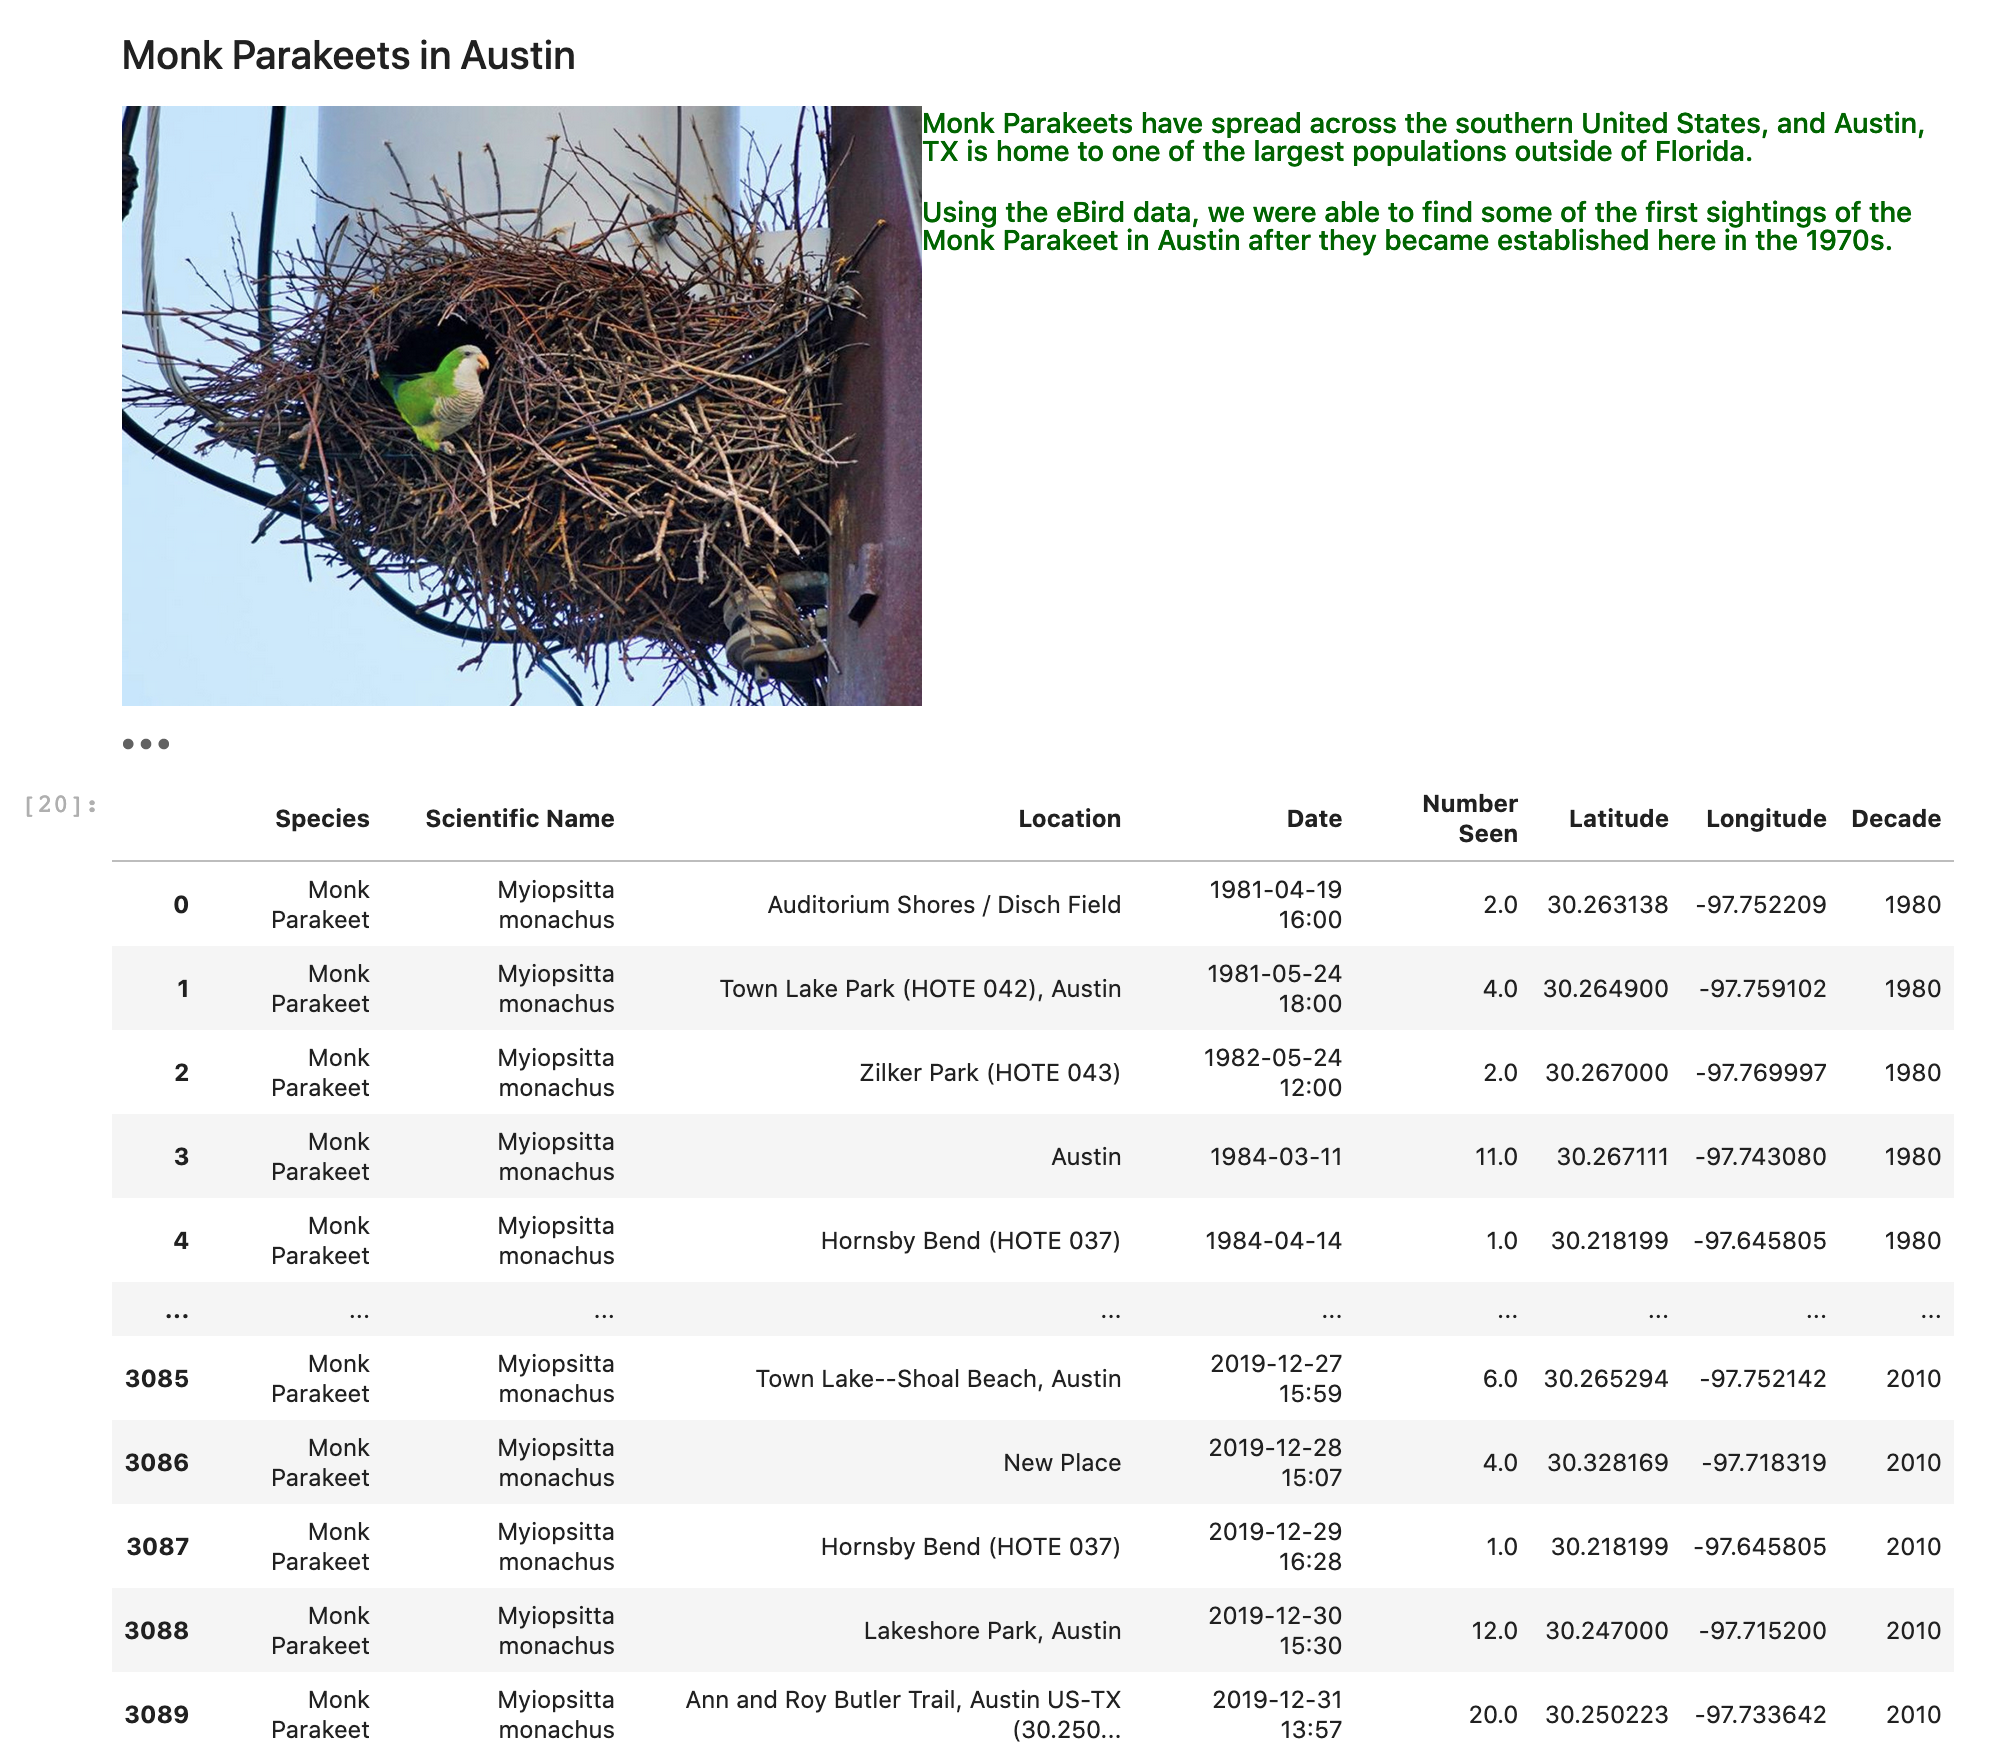 Monk Parakeets in Austin
Monk Parakeets have spread across the southern United States, and Austin,
TX is home to one of the largest populations outside of Florida.
Using the eBird data, we were able to find some of the first sightings of the
Monk Parakeet in Austin after they became established here in the 1970s.
•••
[20]:
Species Scientific Name Location Date Number Seen Latitude Longitude Decade
0 Monk Parakeet Myiopsitta monachus Auditorium Shores / Disch Field 1981-04-19 16:00 2.0 30.263138 -97.752209 1980
1 Monk Parakeet Myiopsitta monachus Town Lake Park (HOTE 042), Austin 1981-05-24 18:00 4.0 30.264900 -97.759102 1980
2 Monk Parakeet Myiopsitta monachus Zilker Park (HOTE 043) 1982-05-24 12:00 2.0 30.267000 -97.769997 1980
3 Monk Parakeet Myiopsitta monachus Austin 1984-03-11 11.0 30.267111 -97.743080 1980
4 Monk Parakeet Myiopsitta monachus Hornsby Bend (HOTE 037) 1984-04-14 1.0 30.218199 -97.645805 1980
... ... ... ... ... ... ... ... ...
3085 Monk Parakeet Myiopsitta monachus Town Lake--Shoal Beach, Austin 2019-12-27 15:59 6.0 30.265294 -97.752142 2010
3086 Monk Parakeet Myiopsitta monachus New Place 2019-12-28 15:07 4.0 30.328169 -97.718319 2010
3087 Monk Parakeet Myiopsitta monachus Hornsby Bend (HOTE 037) 2019-12-29 16:28 1.0 30.218199 -97.645805 2010
3088 Monk Parakeet Myiopsitta monachus Lakeshore Park, Austin 2019-12-30 15:30 12.0 30.247000 -97.715200 2010
3089 Monk Parakeet Myiopsitta monachus Ann and Roy Butler Trail, Austin US-TX (30.250... 2019-12-31 13:57 20.0 30.250223 -97.733642 2010